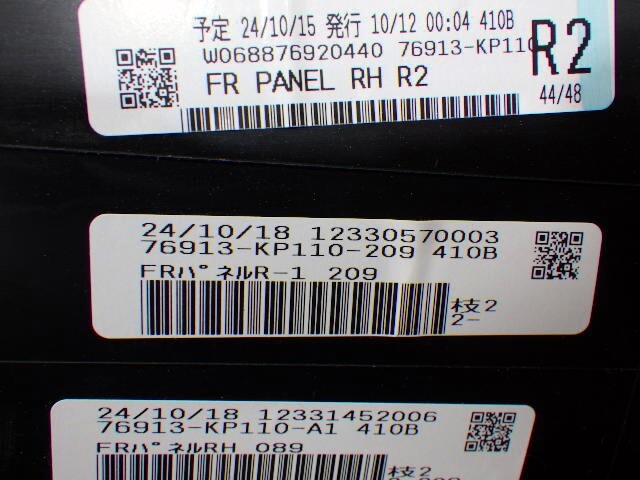 予定 24/10/15 発行 10/12 00:04 410B
W068876920440 76913-KP110
R2
FR PANEL RH R2
44/48
24/10/18 12330570003
76913-KP110-209 410B
FRﾊﾟﾈﾙR-1 209
枝2
2-
24/10/18 12331452006
76913-KP110-A1 410B
FRﾊﾟﾈﾙRH 089
枝2